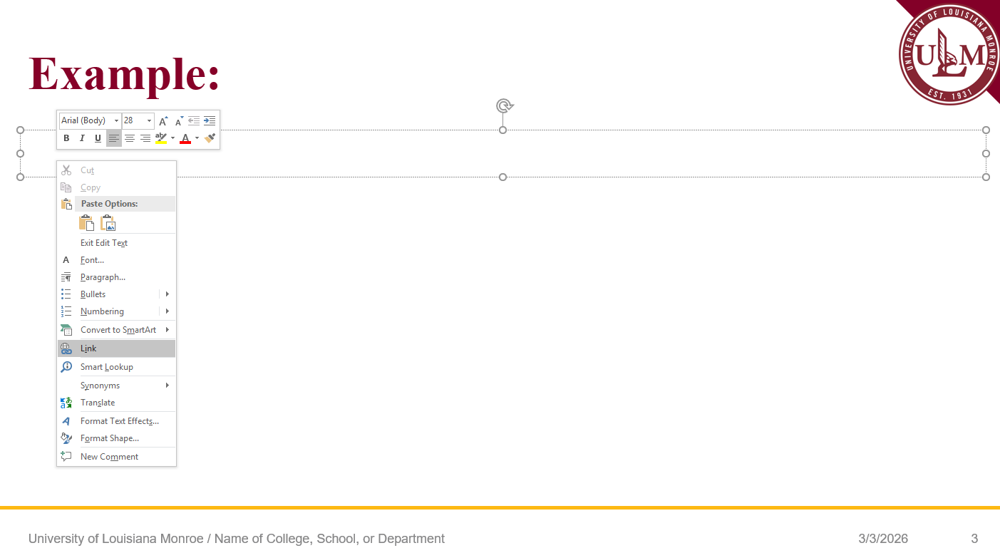 UNIVERSITY OF LOUISIANA MONROE
ULM
EST. 1931
Example:
Arial (Body) 28 A A
B I U ab A
Cut
Copy
Paste Options:
Exit Edit Text
A Font...
Paragraph...
Bullets
Numbering
Convert to SmartArt
Link
Smart Lookup
Synonyms
Translate
A Format Text Effects...
Format Shape...
New Comment
University of Louisiana Monroe / Name of College, School, or Department 3/3/2026 3